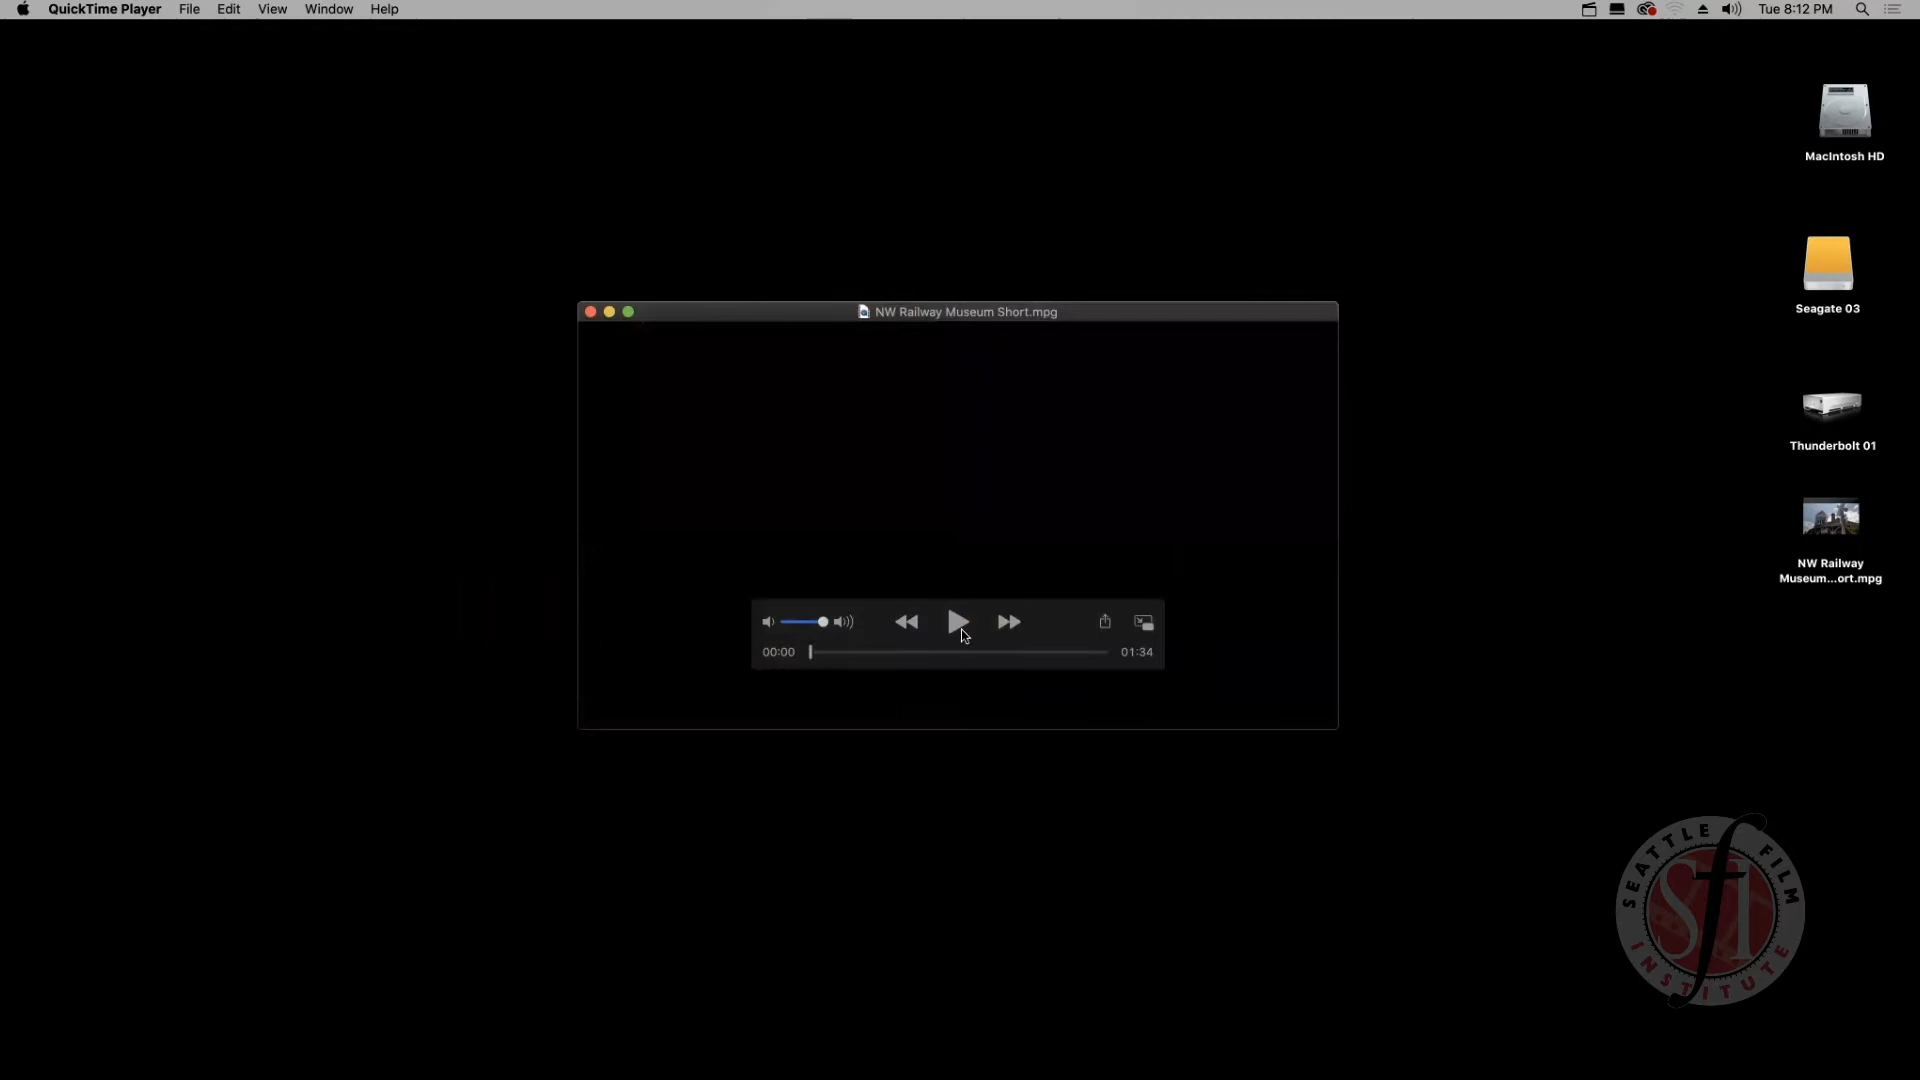 QuickTime Player File Edit View Window Help Tue 8:12 PM
MacIntosh HD
Seagate 03
NW Railway Museum Short.mpg
Thunderbolt 01
NW Railway
Museum...ort.mpg
00:00 01:34
SEATTLE FILM
SfI
INSTITUTE